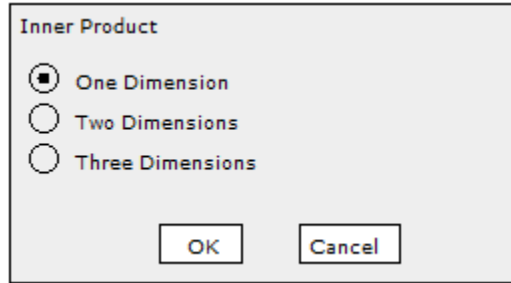 Inner Product
One Dimension
Two Dimensions
Three Dimensions
OK Cancel